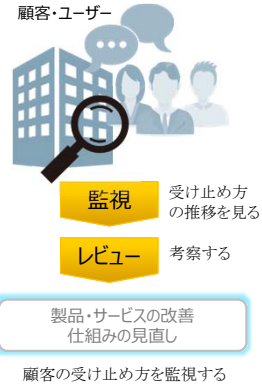 顧客・ユーザー
監視
受け止め方
の推移を見る
レビュー
考察する
製品・サービスの改善
仕組みの見直し
顧客の受け止め方を監視する